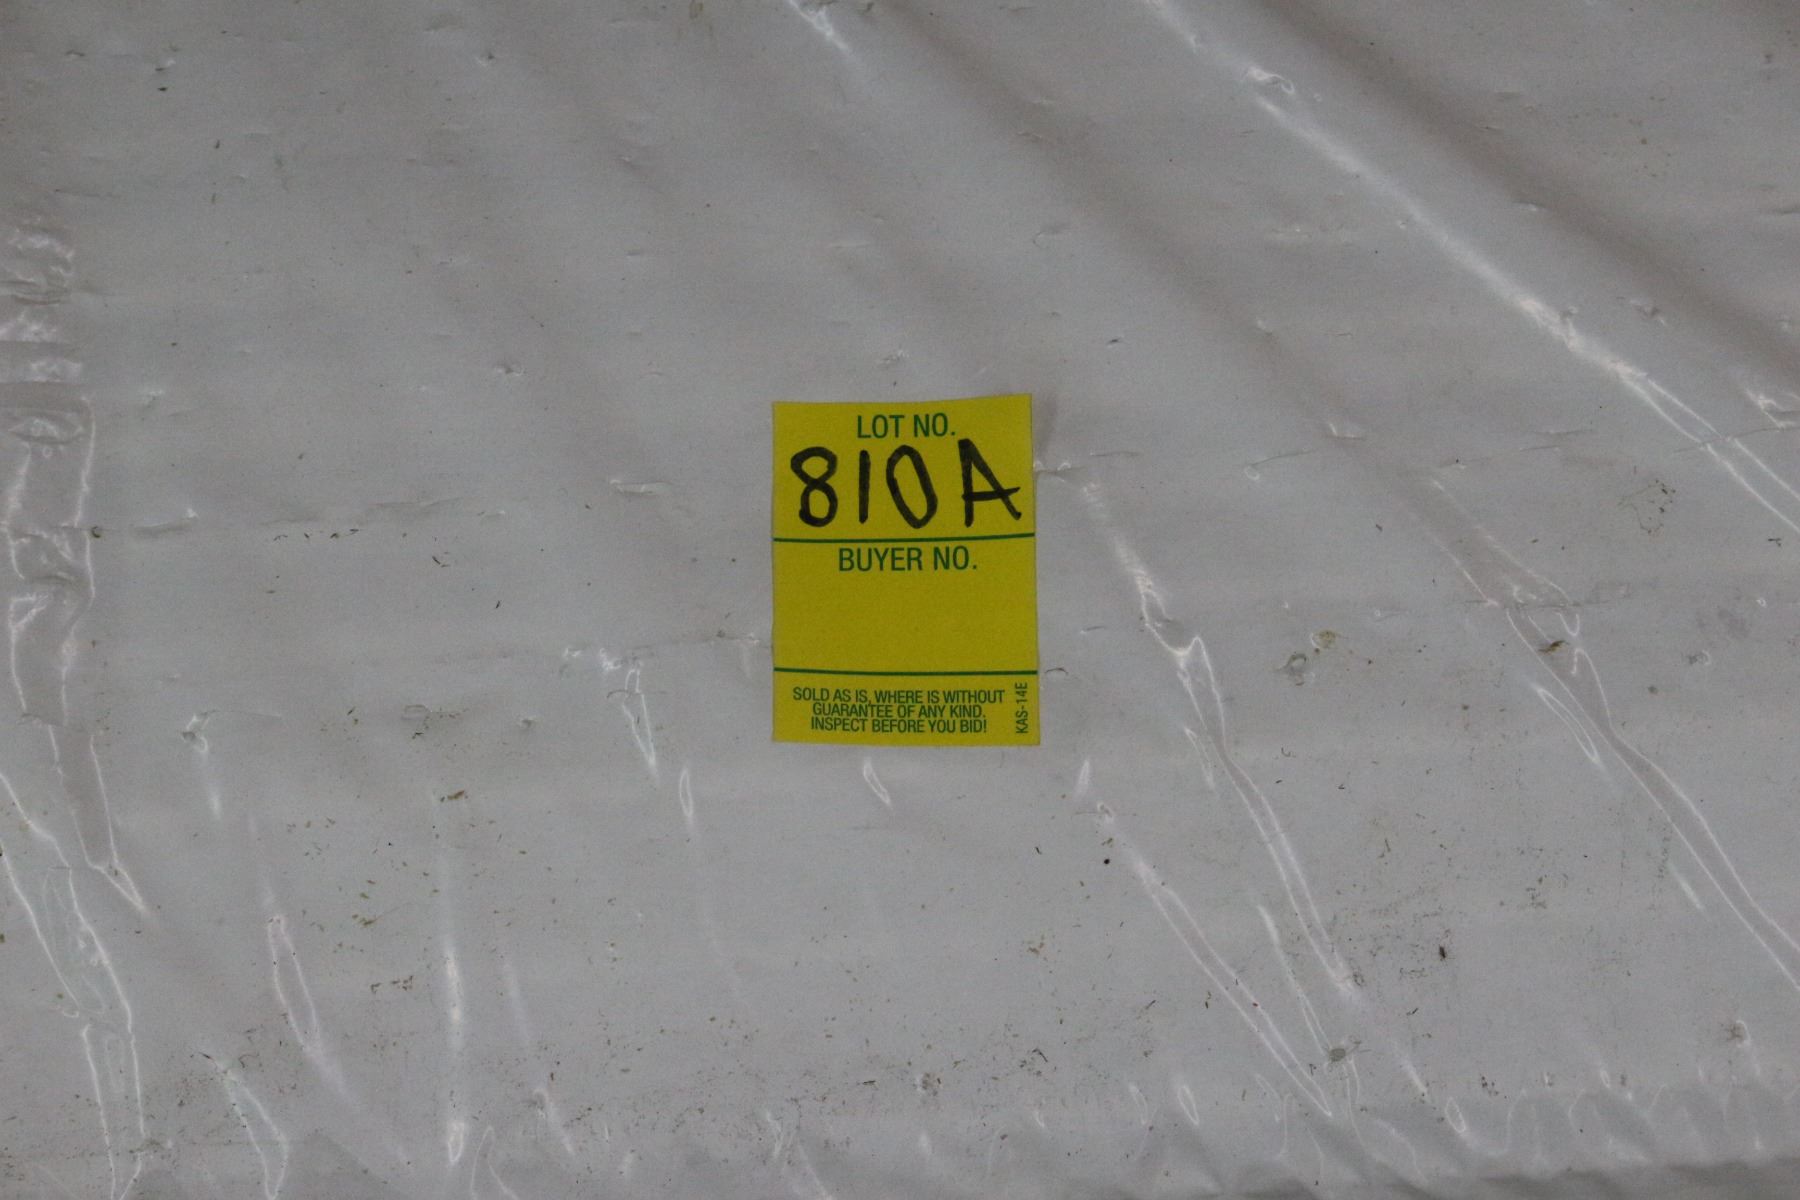 LOT NO.
810A
BUYER NO.
SOLD AS IS, WHERE IS WITHOUT
GUARANTEE OF ANY KIND.
INSPECT BEFORE YOU BID!
KAS-14E